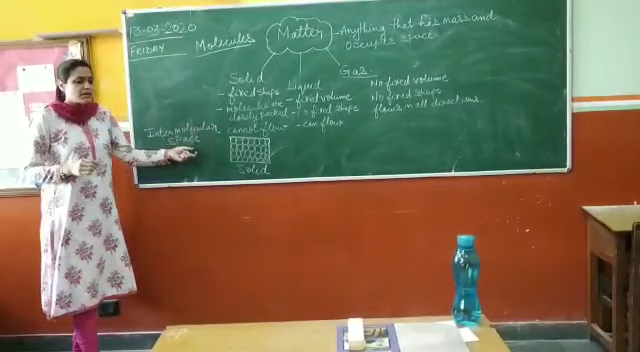 13-03-2020
FRIDAY
Molecules
Matter - Anything that has mass and
occupies space.
Solid
- fixed shape
- molecules are
closely packed
cannot flow
Liquid
- fixed volume
- no fixed shape
- can flow
Gas
No fixed volume
No fixed shape
flows in all directions.
Intermolecular
space
Solid